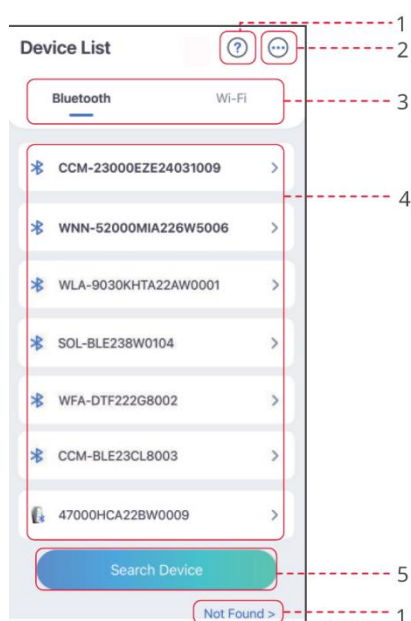 1
Device List ? ... 2
Bluetooth Wi-Fi 3
CCM-23000EZE24031009 >
4
WNN-52000MIA226W5006 >
WLA-9030KHTA22AW0001 >
SOL-BLE238W0104 >
WFA-DTF222G8002 >
CCM-BLE23CL8003 >
47000HCA22BW0009 >
Search Device 5
Not Found > 1